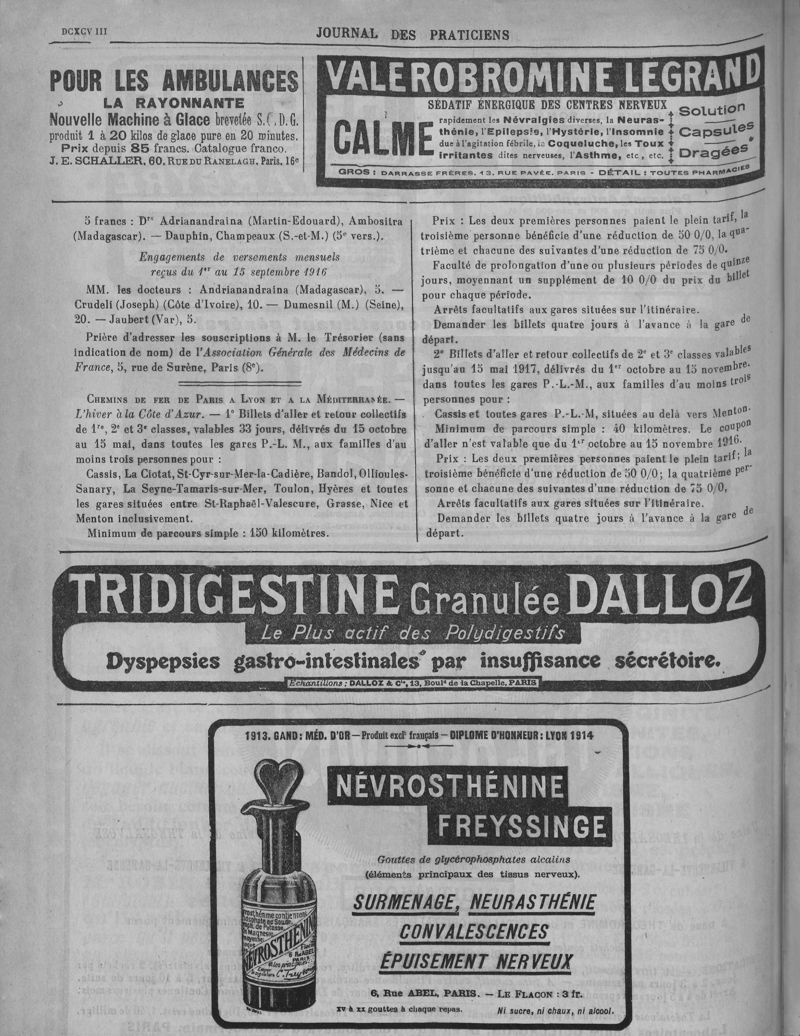 DCXCVIII
JOURNAL DES PRATICIENS
POUR LES AMBULANCES
LA RAYONNANTE
Nouvelle Machine à Glace brevetée S.G.D.G.
produit 1 à 20 kilos de glace pure en 20 minutes.
Prix depuis 85 francs. Catalogue franco.
J. E. SCHALLER, 60, RUE DU RANELAGH, Paris, 16e
VALEROBROMINE LEGRAND
SÉDATIF ÉNERGIQUE DES CENTRES NERVEUX
CALME
rapidement les Névralgies diverses, la Neuras-
thénie, l'Epilepsie, l'Hystérie, l'Insomnie
due à l'agitation fébrile, la Coqueluche, les Toux
irritantes dites nerveuses, l'Asthme, etc, etc.
Solution
Capsules
Dragées
GROS : DARRASSE FRÈRES, 13, RUE PAVÉE, PARIS - DÉTAIL : TOUTES PHARMACIES
5 francs : Drs Adrianandraina (Martin-Edouard), Ambositra
(Madagascar). — Dauphin, Champeaux (S.-et-M.) (5e vers.).
Engagements de versements mensuels
reçus du 1er au 15 septembre 1916
MM. les docteurs : Andrianandraina (Madagascar), 5. —
Crudeli (Joseph) (Côte d'Ivoire), 10. — Dumesnil (M.) (Seine),
20. — Jaubert (Var), 5.
Prière d'adresser les souscriptions à M. le Trésorier (sans
indication de nom) de l'Association Générale des Médecins de
France, 5, rue de Surène, Paris (8e).
CHEMINS DE FER DE PARIS A LYON ET A LA MÉDITERRANÉE. —
L'hiver à la Côte d'Azur. — 1° Billets d'aller et retour collectifs
de 1re, 2e et 3e classes, valables 33 jours, délivrés du 15 octobre
au 15 mai, dans toutes les gares P.-L. M., aux familles d'au
moins trois personnes pour :
Cassis, La Ciotat, St-Cyr-sur-Mer-la-Cadière, Bandol, Ollioules-
Sanary, La Seyne-Tamaris-sur-Mer, Toulon, Hyères et toutes
les gares situées entre St-Raphaël-Valescure, Grasse, Nice et
Menton inclusivement.
Minimum de parcours simple : 150 kilomètres.
Prix : Les deux premières personnes paient le plein tarif, la
troisième personne bénéficie d'une réduction de 50 0/0, la qua-
trième et chacune des suivantes d'une réduction de 75 0/0.
Faculté de prolongation d'une ou plusieurs périodes de quinze
jours, moyennant un supplément de 10 0/0 du prix du billet
pour chaque période.
Arrêts facultatifs aux gares situées sur l'itinéraire.
Demander les billets quatre jours à l'avance à la gare de
départ.
2° Billets d'aller et retour collectifs de 2e et 3e classes valables
jusqu'au 15 mai 1917, délivrés du 1er octobre au 15 novembre.
dans toutes les gares P.-L.-M., aux familles d'au moins trois
personnes pour :
Cassis et toutes gares P.-L.-M, situées au delà vers Menton.
Minimum de parcours simple : 40 kilomètres. Le coupon
d'aller n'est valable que du 1er octobre au 15 novembre 1916.
Prix : Les deux premières personnes paient le plein tarif; la
troisième bénéficie d'une réduction de 50 0/0; la quatrième per-
sonne et chacune des suivantes d'une réduction de 75 0/0,
Arrêts facultatifs aux gares situées sur l'itinéraire.
Demander les billets quatre jours à l'avance à la gare de
départ.
TRIDIGESTINE Granulée DALLOZ
Le Plus actif des Polydigestifs
Dyspepsies gastro-intestinales par insuffisance sécrétoire.
Échantillons : DALLOZ & Cie, 13, Bould de la Chapelle, PARIS
1913. GAND : MÉD. D'OR — Produit exclt français — DIPLOME D'HONNEUR : LYON 1914
NÉVROSTHÉNINE
FREYSSINGE
Gouttes de glycérophosphates alcalins
(éléments principaux des tissus nerveux).
SURMENAGE, NEURASTHÉNIE
CONVALESCENCES
ÉPUISEMENT NERVEUX
6, Rue ABEL, PARIS. — LE FLACON : 3 fr.
XV à XX gouttes à chaque repas.
Ni sucre, ni chaux, ni alcool.
NÉVROSTHÉNINE